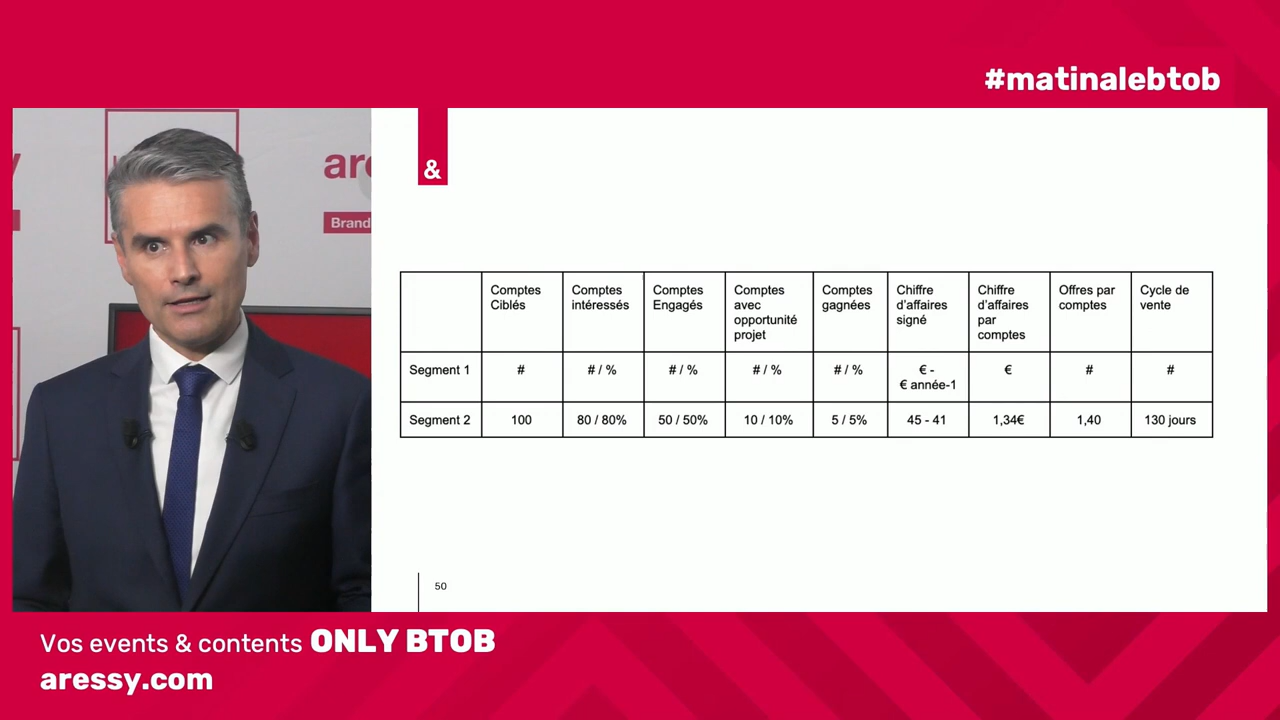 #matinalebtob
&
are
Brand
Comptes
Ciblés
Comptes
intéressés
Comptes
Engagés
Comptes
avec
opportunité
projet
Comptes
gagnées
Chiffre
d'affaires
signé
Chiffre
d'affaires
par
comptes
Offres par
comptes
Cycle de
vente
Segment 1
#
# / %
# / %
# / %
# / %
€ -
€ année-1
€
#
#
Segment 2
100
80 / 80%
50 / 50%
10 / 10%
5 / 5%
45 - 41
1,34€
1,40
130 jours
50
Vos events & contents ONLY BTOB
aressy.com